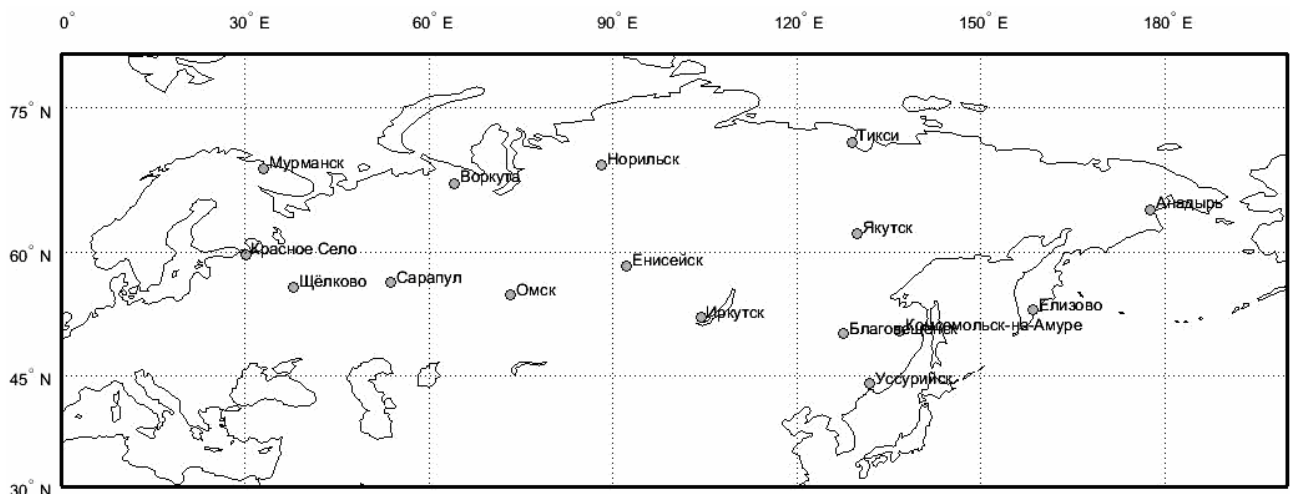 0° 30° E 60° E 90° E 120° E 150° E 180° E
75° N
Тикси
Мурманск
Норильск
Воркута
Анадырь
Якутск
Красное Село
60° N
Енисейск
Щёлково
Сарапул
Омск
Елизово
Иркутск
Комсомольск-на-Амуре
Благовещенск
45° N
Уссурийск
30° N